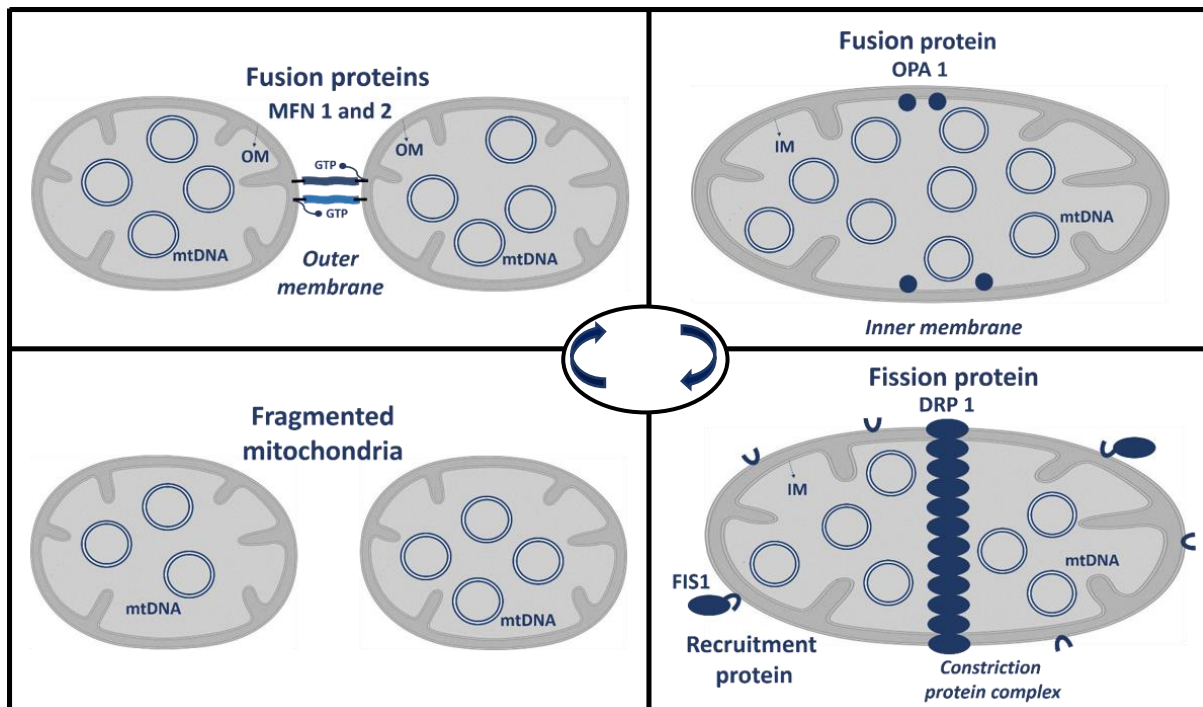 Fusion proteins
MFN 1 and 2
OM
OM
GTP
GTP
mtDNA
Outer
membrane
mtDNA
Fusion protein
OPA 1
IM
mtDNA
Inner membrane
Fragmented
mitochondria
mtDNA
mtDNA
Fission protein
DRP 1
IM
mtDNA
FIS1
Recruitment
protein
Constriction
protein complex